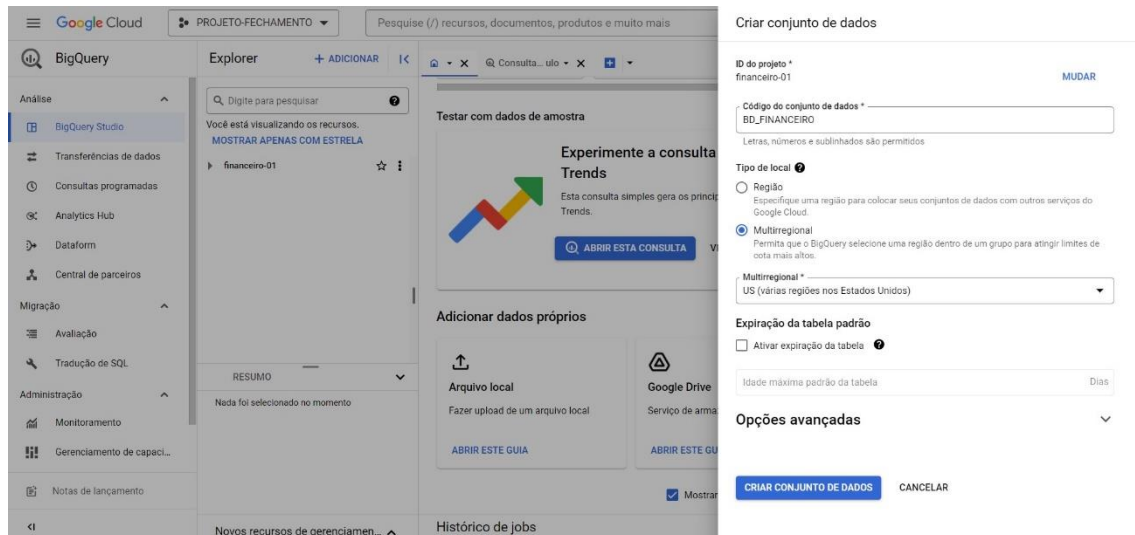 Google Cloud
PROJETO-FECHAMENTO
Pesquise (/) recursos, documentos, produtos e muito mais
BigQuery
Análise
BigQuery Studio
Transferências de dados
Consultas programadas
Analytics Hub
Dataform
Central de parceiros
Migração
Avaliação
Tradução de SQL
Administração
Monitoramento
Gerenciamento de capaci...
Notas de lançamento
Explorer
+ ADICIONAR
Digite para pesquisar
Você está visualizando os recursos.
MOSTRAR APENAS COM ESTRELA
financeiro-01
RESUMO
Nada foi selecionado no momento
Novos recursos de gerenciamen...
Consulta... ulo
Testar com dados de amostra
Experimente a consulta
Trends
Esta consulta simples gera os princip
Trends.
ABRIR ESTA CONSULTA
Adicionar dados próprios
Arquivo local
Fazer upload de um arquivo local
ABRIR ESTE GUIA
Google Drive
Serviço de arma
ABRIR ESTE GU
Mostrar
Histórico de jobs
Criar conjunto de dados
ID do projeto *
financeiro-01
MUDAR
Código do conjunto de dados *
BD_FINANCEIRO
Letras, números e sublinhados são permitidos
Tipo de local
Região
Especifique uma região para colocar seus conjuntos de dados com outros serviços do
Google Cloud.
Multirregional
Permita que o BigQuery selecione uma região dentro de um grupo para atingir limites de
cota mais altos.
Multirregional *
US (várias regiões nos Estados Unidos)
Expiração da tabela padrão
Ativar expiração da tabela
Idade máxima padrão da tabela
Dias
Opções avançadas
CRIAR CONJUNTO DE DADOS
CANCELAR